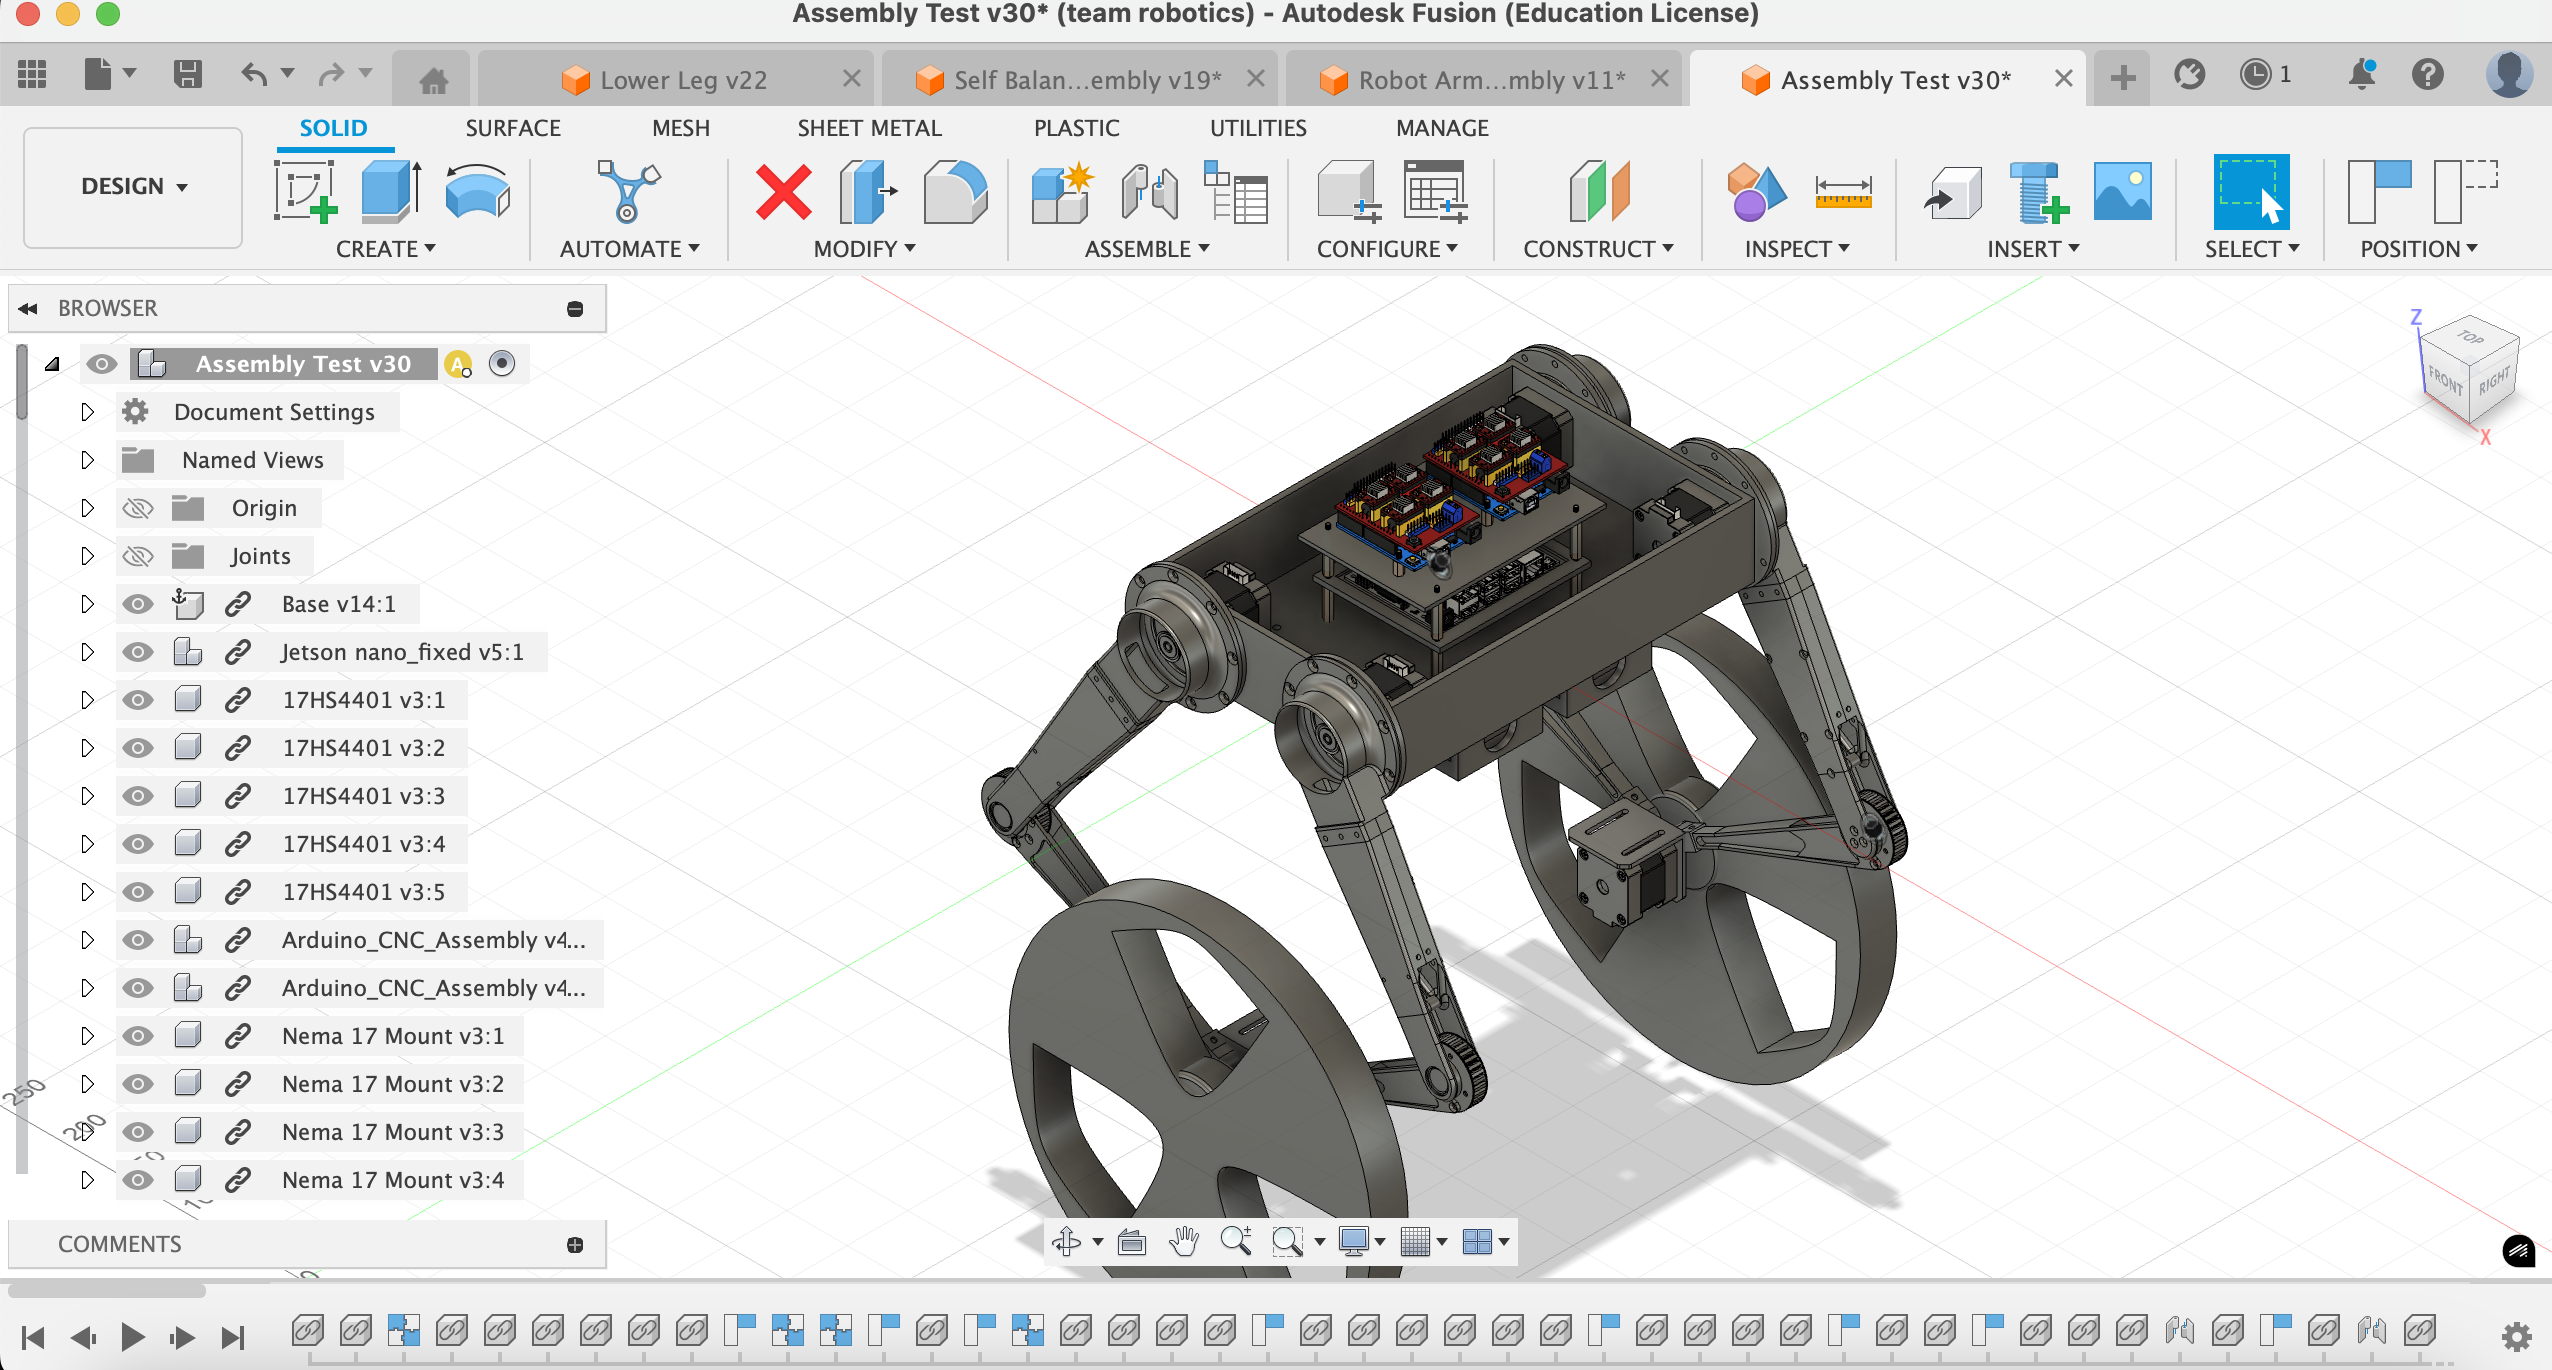 Assembly Test v30* (team robotics) - Autodesk Fusion (Education License)
Lower Leg v22
Self Balan...embly v19*
Robot Arm...mbly v11*
Assembly Test v30*
1
DESIGN
SOLID
SURFACE
MESH
SHEET METAL
PLASTIC
UTILITIES
MANAGE
CREATE
AUTOMATE
MODIFY
ASSEMBLE
CONFIGURE
CONSTRUCT
INSPECT
INSERT
SELECT
POSITION
BROWSER
Assembly Test v30
A
Document Settings
Named Views
Origin
Joints
Base v14:1
Jetson nano_fixed v5:1
17HS4401 v3:1
17HS4401 v3:2
17HS4401 v3:3
17HS4401 v3:4
17HS4401 v3:5
Arduino_CNC_Assembly v4...
Arduino_CNC_Assembly v4...
Nema 17 Mount v3:1
Nema 17 Mount v3:2
Nema 17 Mount v3:3
Nema 17 Mount v3:4
250
200
Z
TOP
FRONT
RIGHT
X
COMMENTS